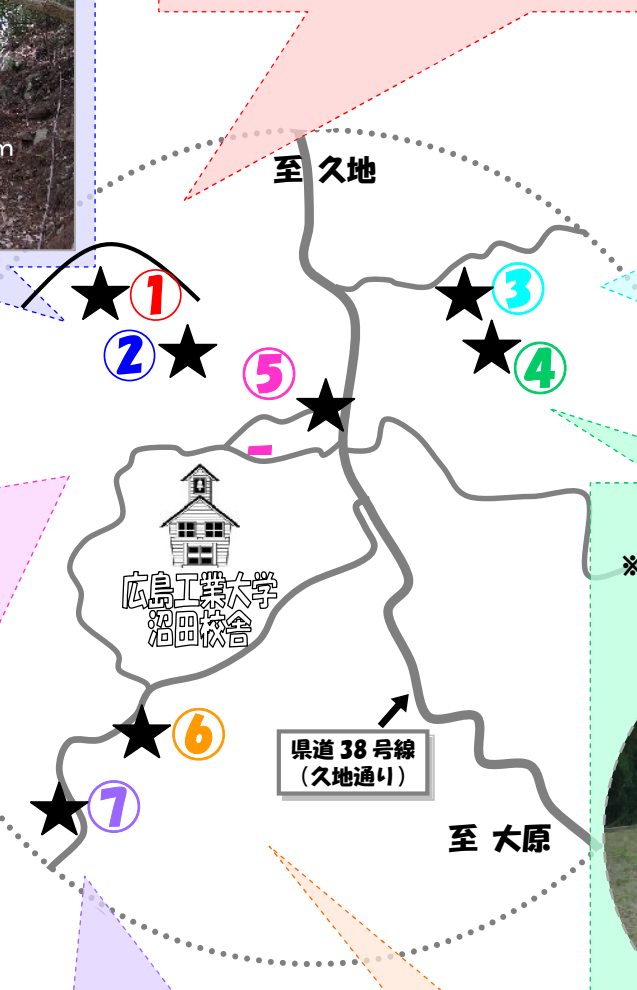 m
至 久地
①
③
②
④
⑤
※
広島工業大学
沼田校舎
⑥
県道 38 号線
（久地通り）
⑦
至 大原